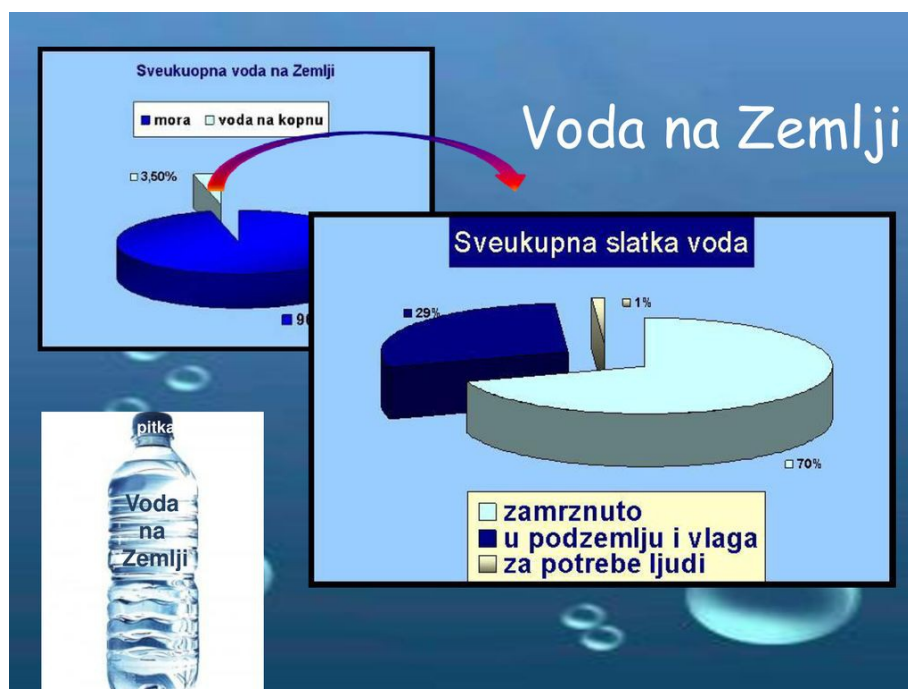 Sveukuopna voda na Zemlji
mora voda na kopnu
3,50%
Voda na Zemlji
Sveukupna slatka voda
29%
1%
70%
zamrznuto
u podzemlju i vlaga
za potrebe ljudi
pitka
Voda
na
Zemlji